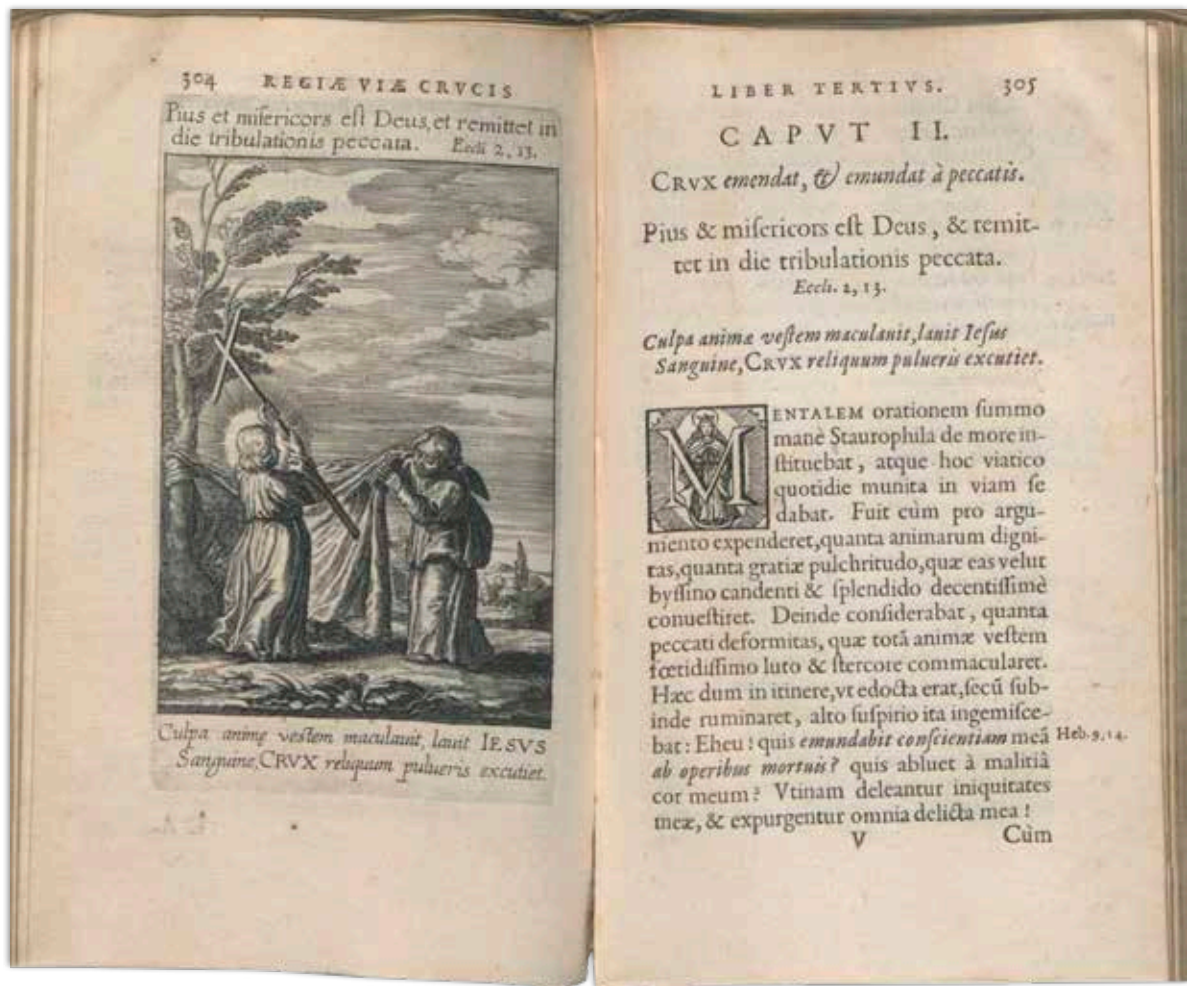 304 REGIÆ VIÆ CRVCIS
Pius et miſericors eſt Deus, et remittet in
die tribulationis peccata. Eccli 2, 13.
Culpa animę veſtem maculauit, lauit IESVS
Sanguine, CRVX reliquum pulueris excutiet.
LIBER TERTIVS. 305
CAPVT II.
CRVX emendat, & emundat à peccatis.
Pius & miſericors eſt Deus, & remit-
tet in die tribulationis peccata.
Eccli. 2, 13.
Culpa animæ veſtem maculauit, lauit Ieſus
Sanguine, CRVX reliquum pulueris excutiet.
MENTALEM orationem ſummo
manè Staurophila de more in-
ſtituebat, atque hoc viatico
quotidie munita in viam ſe
dabat. Fuit cùm pro argu-
mento expenderet, quanta animarum digni-
tas, quanta gratiæ pulchritudo, quæ eas velut
byſſino candenti & ſplendido decentiſſimè
conueſtiret. Deinde conſiderabat, quanta
peccati deformitas, quæ totâ animæ veſtem
fœtidiſſimo luto & ſtercore commacularet.
Hæc dum in itinere, vt edocta erat, ſecũ ſub-
inde ruminaret, alto ſuſpirio ita ingemiſce-
bat: Eheu! quis emundabit conſcientiam meã Heb. 9, 14.
ab operibus mortuis? quis abluet à malitiâ
cor meum? Vtinam deleantur iniquitates
meæ, & expurgentur omnia delicta mea!
V Cùm